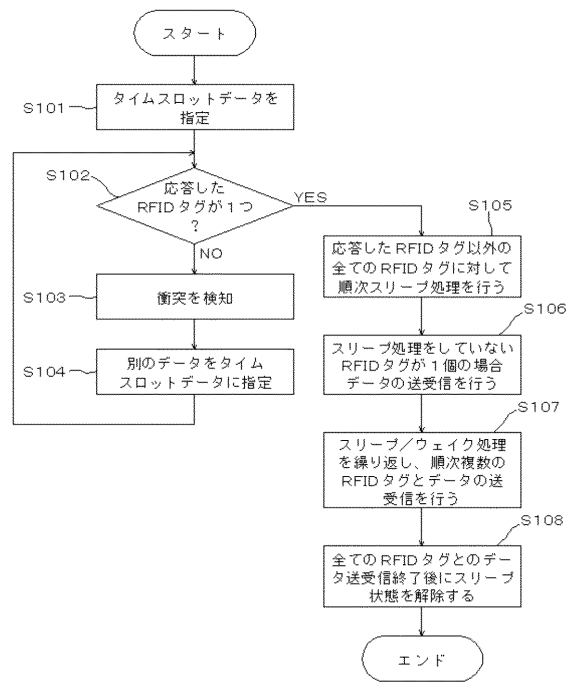 スタート
S101
タイムスロットデータを
指定
S102
応答した
RFIDタグが1つ
?
YES
NO
S103
衝突を検知
S104
別のデータをタイム
スロットデータに指定
S105
応答したRFIDタグ以外の
全てのRFIDタグに対して
順次スリープ処理を行う
S106
スリープ処理をしていない
RFIDタグが1個の場合
データの送受信を行う
S107
スリープ/ウェイク処理
を繰り返し、順次複数の
RFIDタグとデータの送
受信を行う
S108
全てのRFIDタグとのデー
タ送受信終了後にスリープ
状態を解除する
エンド